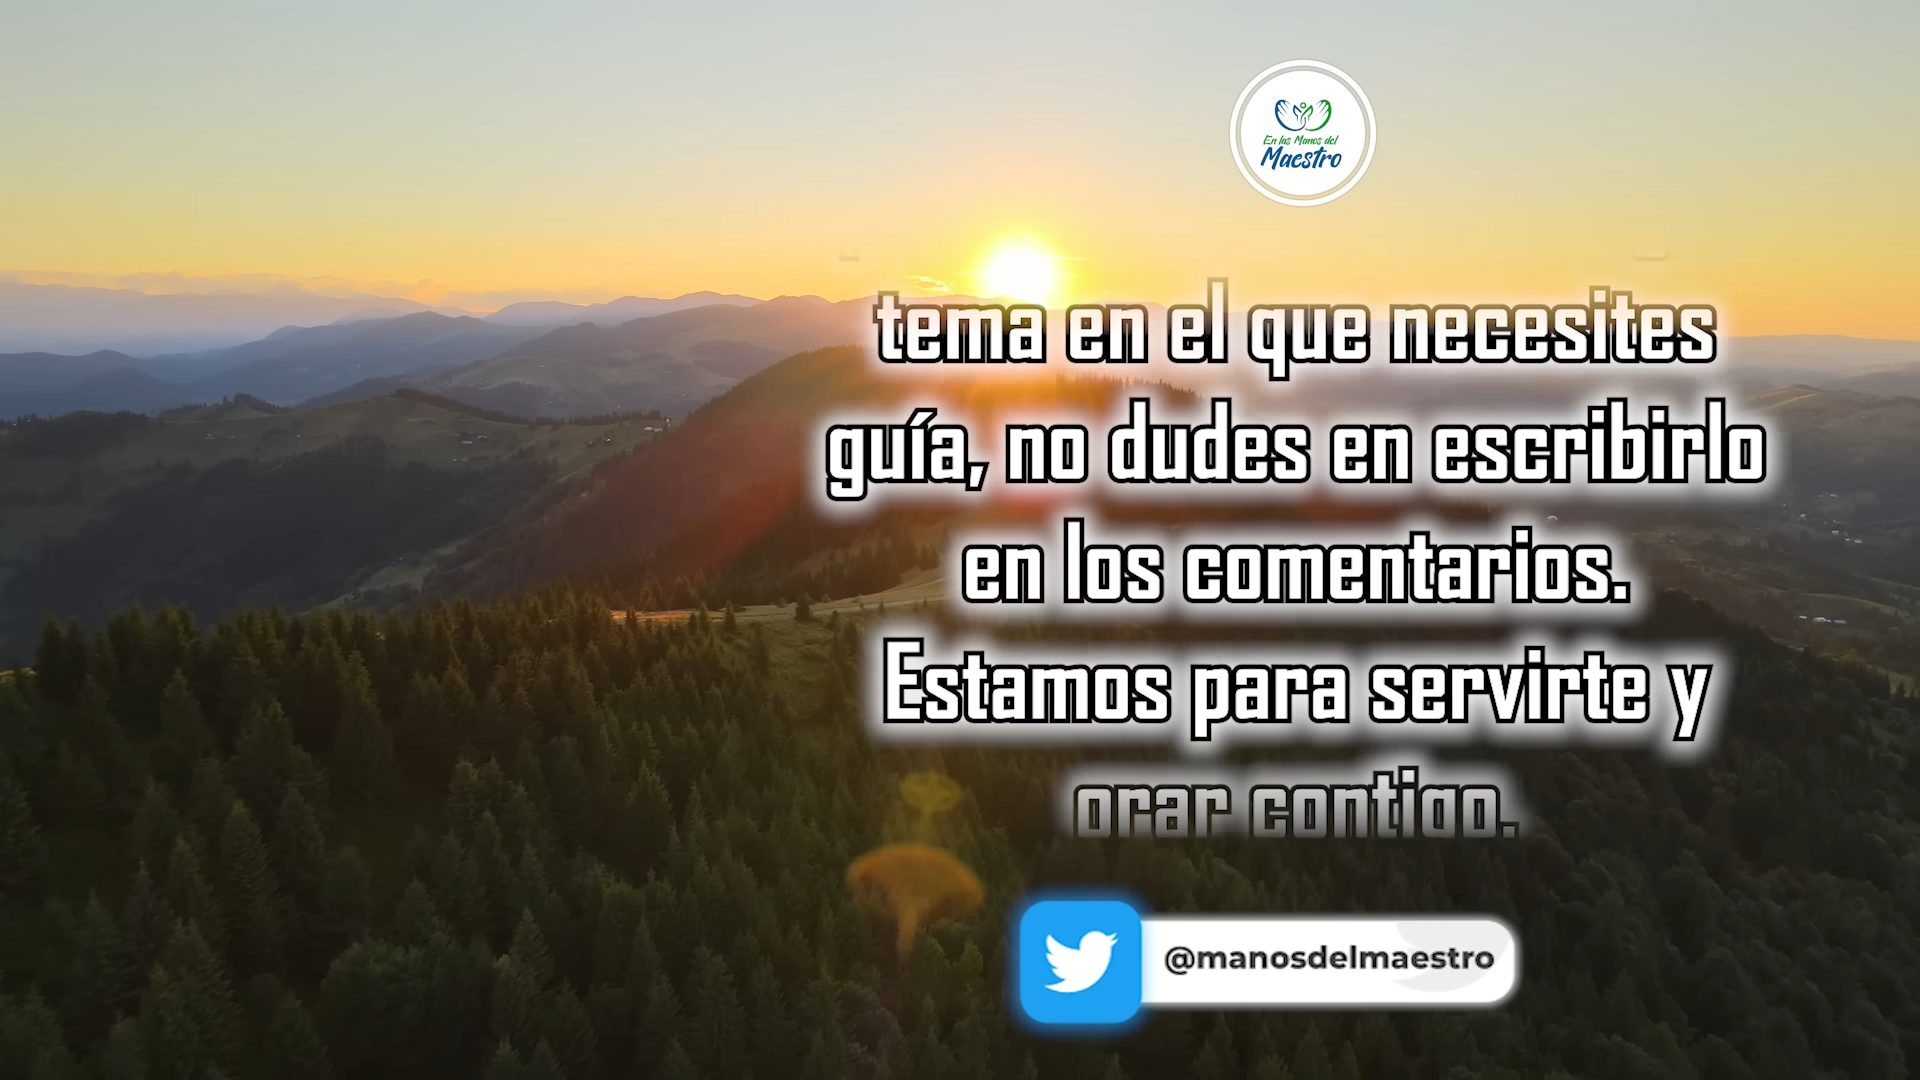 En las Manos del
Maestro
tema en el que necesites
guía, no dudes en escribirlo
en los comentarios.
Estamos para servirte y
orar contigo.
@manosdelmaestro